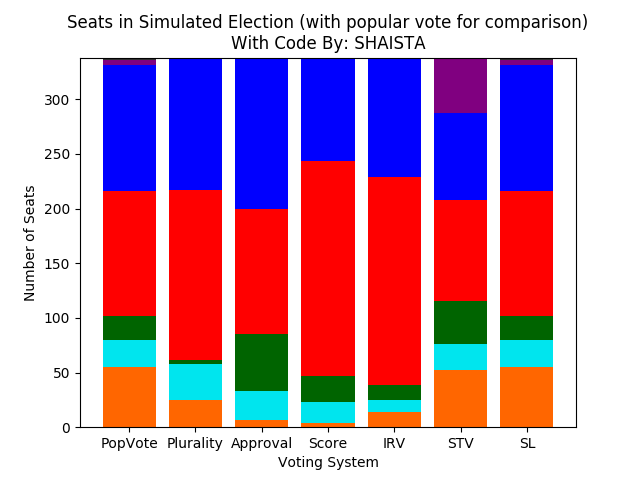 Seats in Simulated Election (with popular vote for comparison)
With Code By: SHAISTA
Number of Seats
300
250
200
150
100
50
0
PopVote Plurality Approval Score IRV STV SL
Voting System